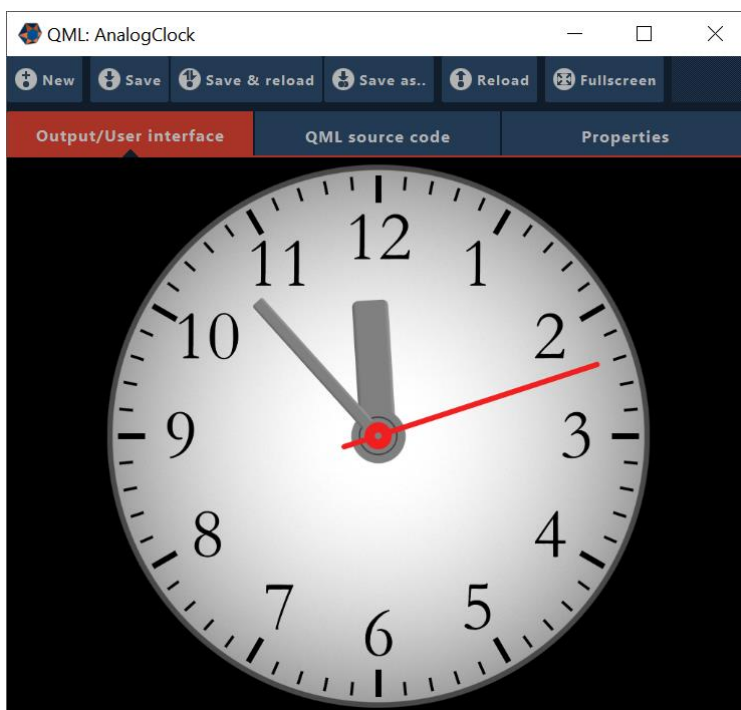 QML: AnalogClock
New Save Save & reload Save as.. Reload Fullscreen
Output/User interface QML source code Properties
12
11 1
10 2
9 3
8 4
7 5
6